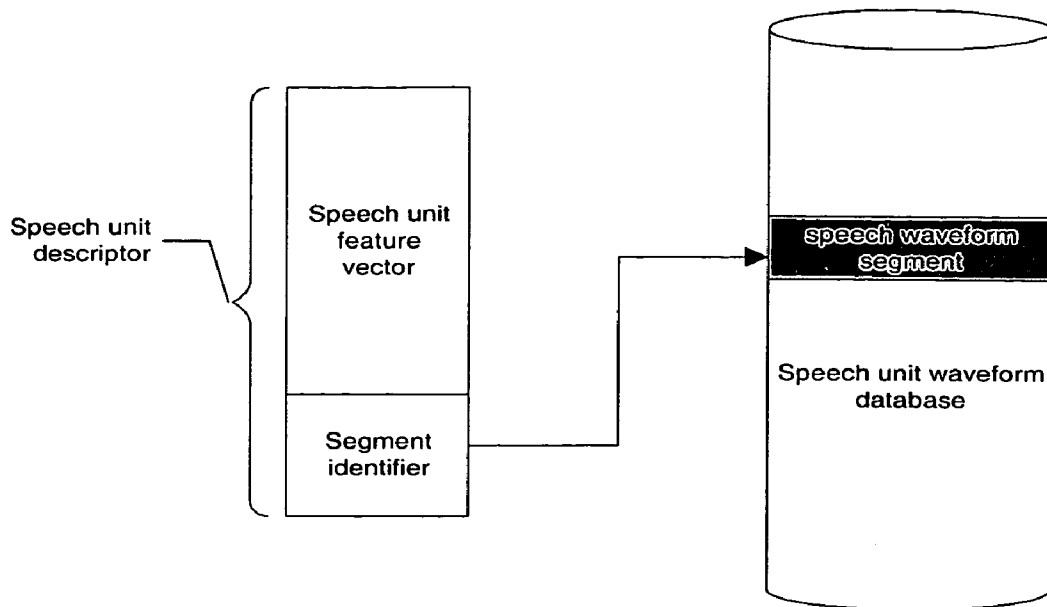 Speech unit
descriptor
Speech unit
feature
vector
Segment
identifier
speech waveform
segment
Speech unit waveform
database